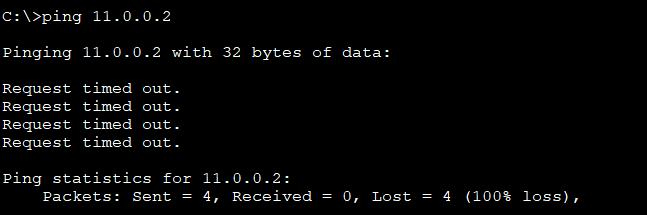 C:\>ping 11.0.0.2
Pinging 11.0.0.2 with 32 bytes of data:
Request timed out.
Request timed out.
Request timed out.
Request timed out.
Ping statistics for 11.0.0.2:
    Packets: Sent = 4, Received = 0, Lost = 4 (100% loss),